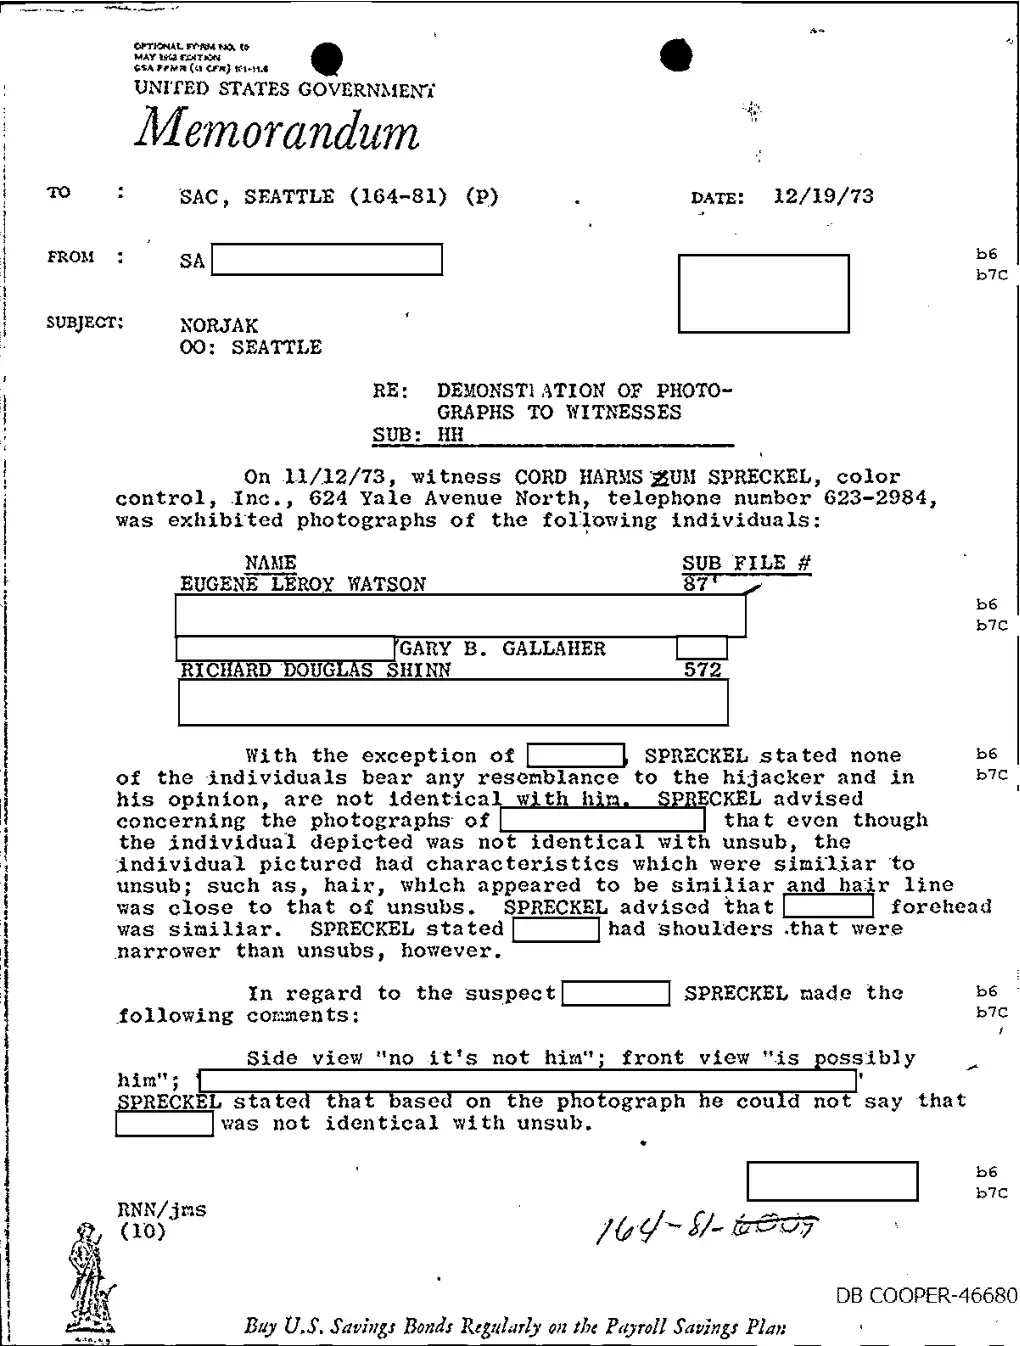 OPTIONAL FORM NO. 10
MAY 1962 EDITION
GSA FPMR (41 CFR) 101-11.6
UNITED STATES GOVERNMENT
Memorandum
TO : SAC, SEATTLE (164-81) (P) DATE: 12/19/73
FROM : SA b6
b7C
SUBJECT: NORJAK
OO: SEATTLE
RE: DEMONSTRATION OF PHOTO-
GRAPHS TO WITNESSES
SUB: HH
On 11/12/73, witness CORD HARMS ZUM SPRECKEL, color
control, Inc., 624 Yale Avenue North, telephone number 623-2984,
was exhibited photographs of the following individuals:
NAME SUB FILE #
EUGENE LEROY WATSON 87
b6
b7C
GARY B. GALLAHER
RICHARD DOUGLAS SHINN 572
With the exception of , SPRECKEL stated none b6
of the individuals bear any resemblance to the hijacker and in b7C
his opinion, are not identical with him. SPRECKEL advised
concerning the photographs of that even though
the individual depicted was not identical with unsub, the
individual pictured had characteristics which were similiar to
unsub; such as, hair, which appeared to be similiar and hair line
was close to that of unsubs. SPRECKEL advised that forehead
was similiar. SPRECKEL stated had shoulders that were
narrower than unsubs, however.
In regard to the suspect SPRECKEL made the b6
following comments: b7C
Side view "no it's not him"; front view "is possibly
him"; " "
SPRECKEL stated that based on the photograph he could not say that
was not identical with unsub.
b6
b7C
RNN/jms
(10)
164-81-
DB COOPER-46680
Buy U.S. Savings Bonds Regularly on the Payroll Savings Plan